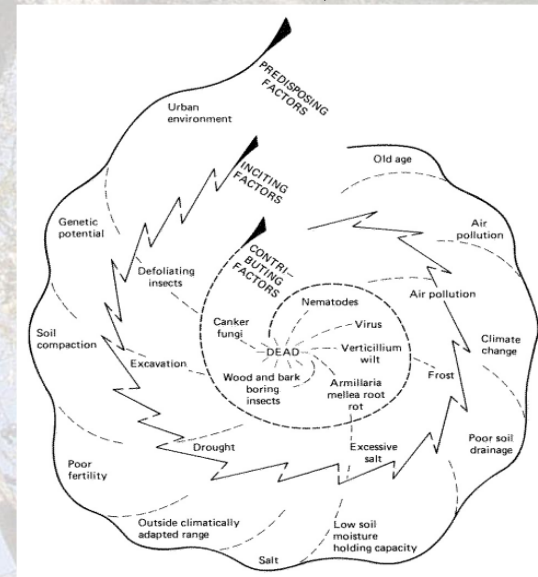 PREDISPOSING
FACTORS
Urban
environment
INCITING
FACTORS
Old age
Genetic
potential
CONTRI-
BUTING
FACTORS
Air
pollution
Defoliating
insects
Nematodes
Air pollution
Canker
fungi
Virus
Soil
compaction
DEAD
Verticillium
wilt
Climate
change
Excavation
Wood and bark
boring
insects
Armillaria
mellea root
rot
Frost
Drought
Excessive
salt
Poor soil
drainage
Poor
fertility
Outside climatically
adapted range
Low soil
moisture
holding capacity
Salt